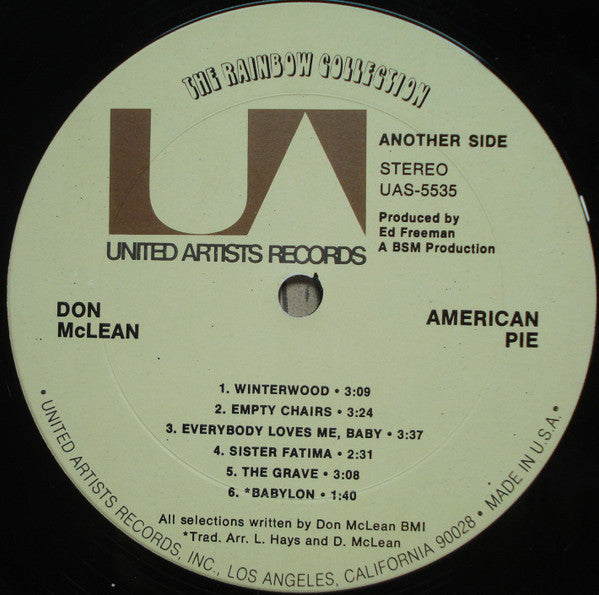 THE RAINBOW COLLECTION
UA
UNITED ARTISTS RECORDS
ANOTHER SIDE
STEREO
UAS-5535
Produced by
Ed Freeman
A BSM Production
DON
McLEAN
AMERICAN
PIE
1. WINTERWOOD • 3:09
2. EMPTY CHAIRS • 3:24
3. EVERYBODY LOVES ME, BABY • 3:37
4. SISTER FATIMA • 2:31
5. THE GRAVE • 3:08
6. *BABYLON • 1:40
All selections written by Don McLean BMI
*Trad. Arr. L. Hays and D. McLean
• UNITED ARTISTS RECORDS, INC., LOS ANGELES, CALIFORNIA 90028 • MADE IN U.S.A. •